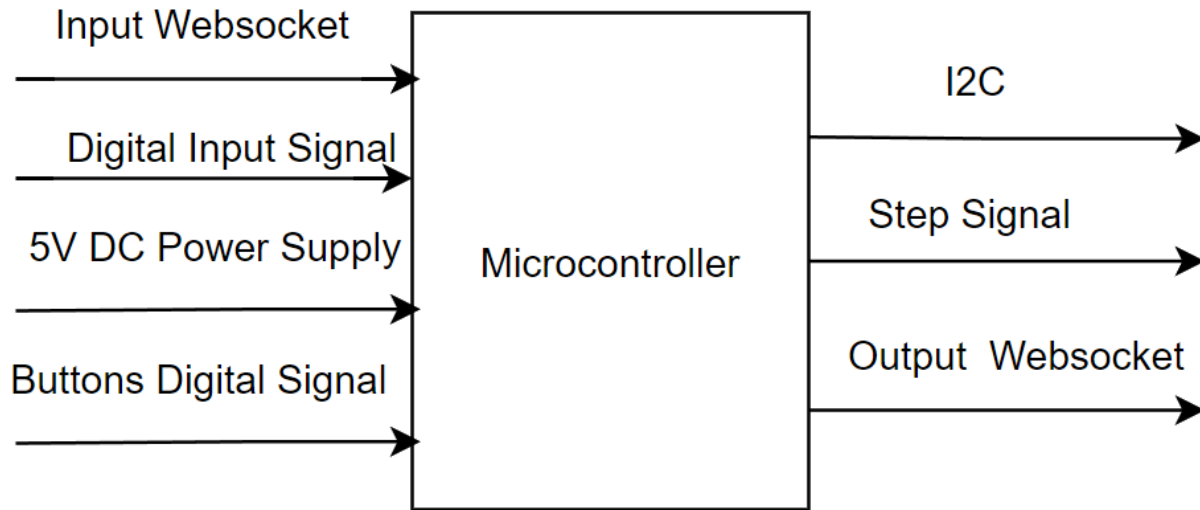 Input Websocket
Digital Input Signal
5V DC Power Supply
Buttons Digital Signal
Microcontroller
I2C
Step Signal
Output Websocket